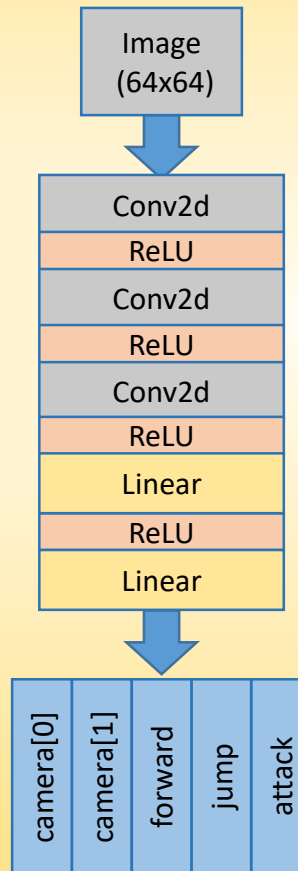 Image
(64x64)
Conv2d
ReLU
Conv2d
ReLU
Conv2d
ReLU
Linear
ReLU
Linear
camera[0]
camera[1]
forward
jump
attack